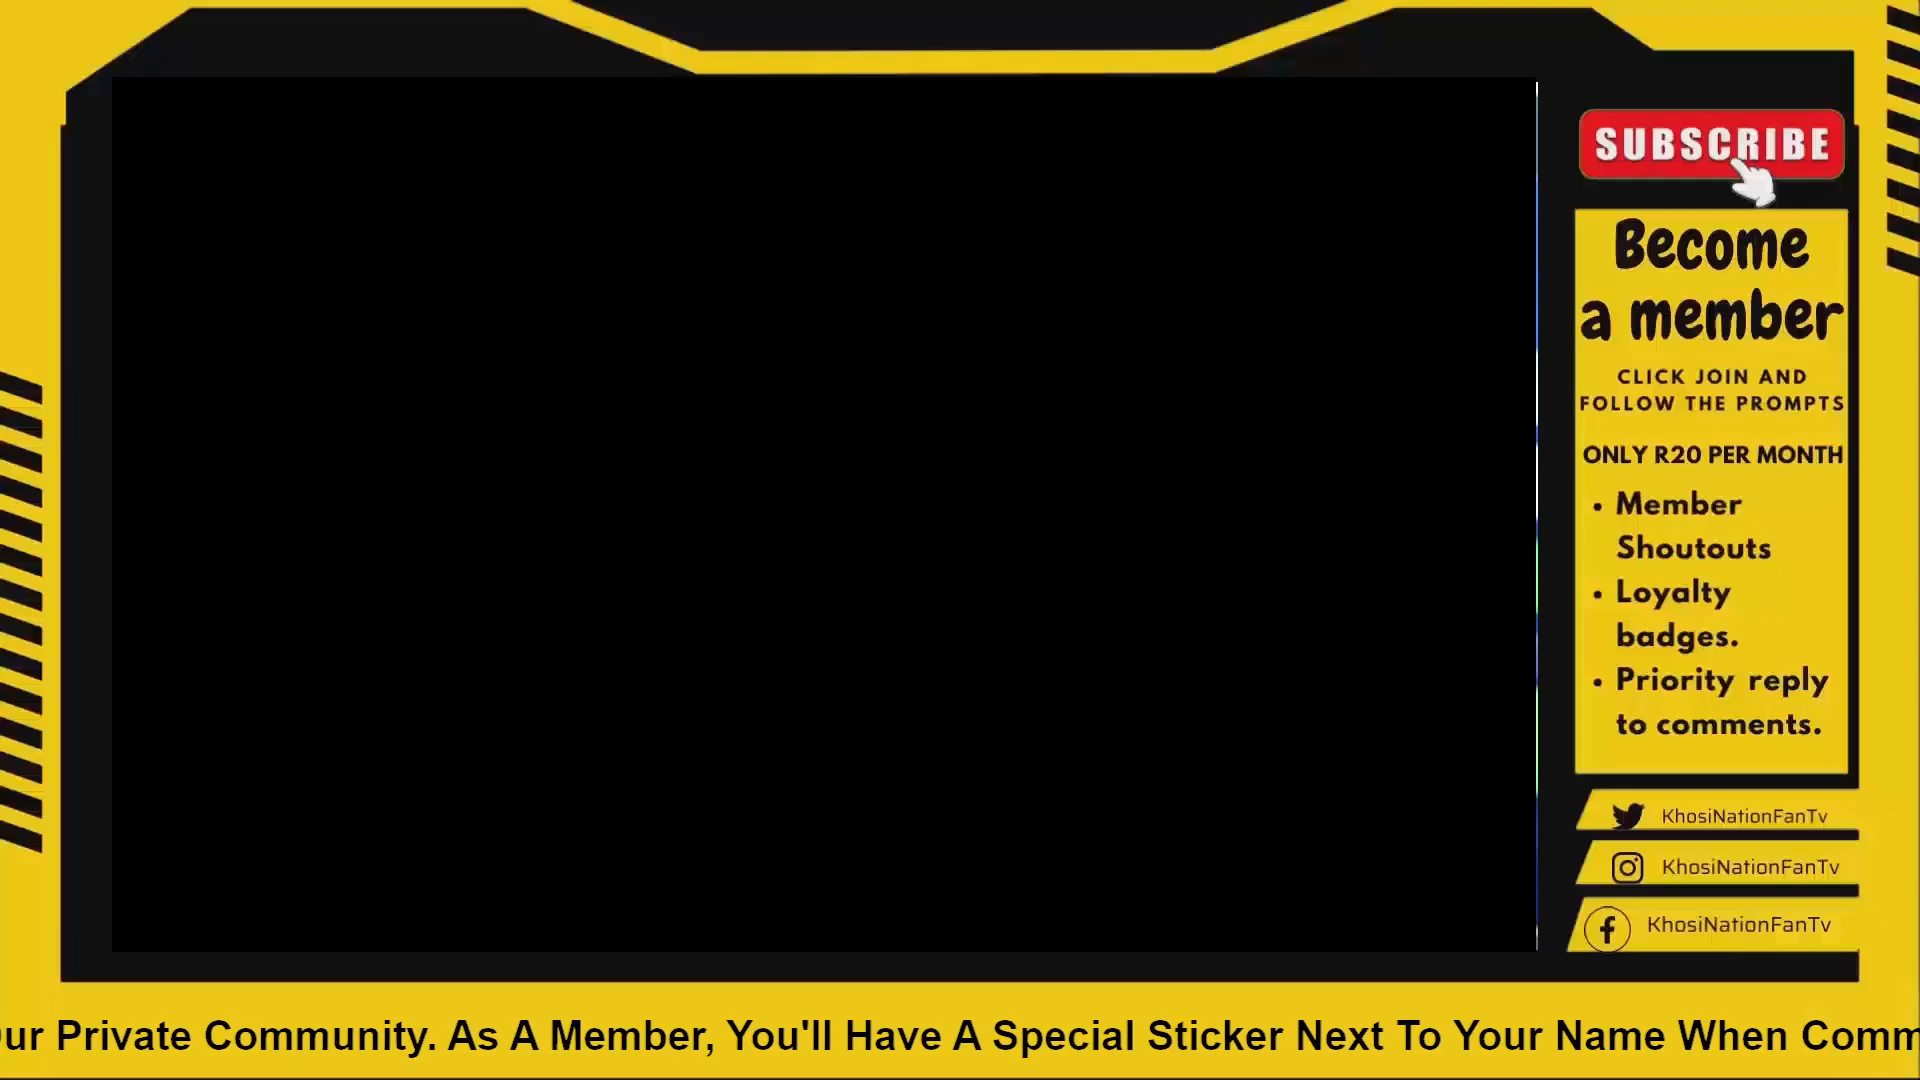 SUBSCRIBE
Become
a member
CLICK JOIN AND
FOLLOW THE PROMPTS
ONLY R20 PER MONTH
• Member
Shoutouts
• Loyalty
badges.
• Priority reply
to comments.
KhosiNationFanTv
KhosiNationFanTv
KhosiNationFanTv
Private Community. As A Member, You'll Have A Special Sticker Next To Your Name When